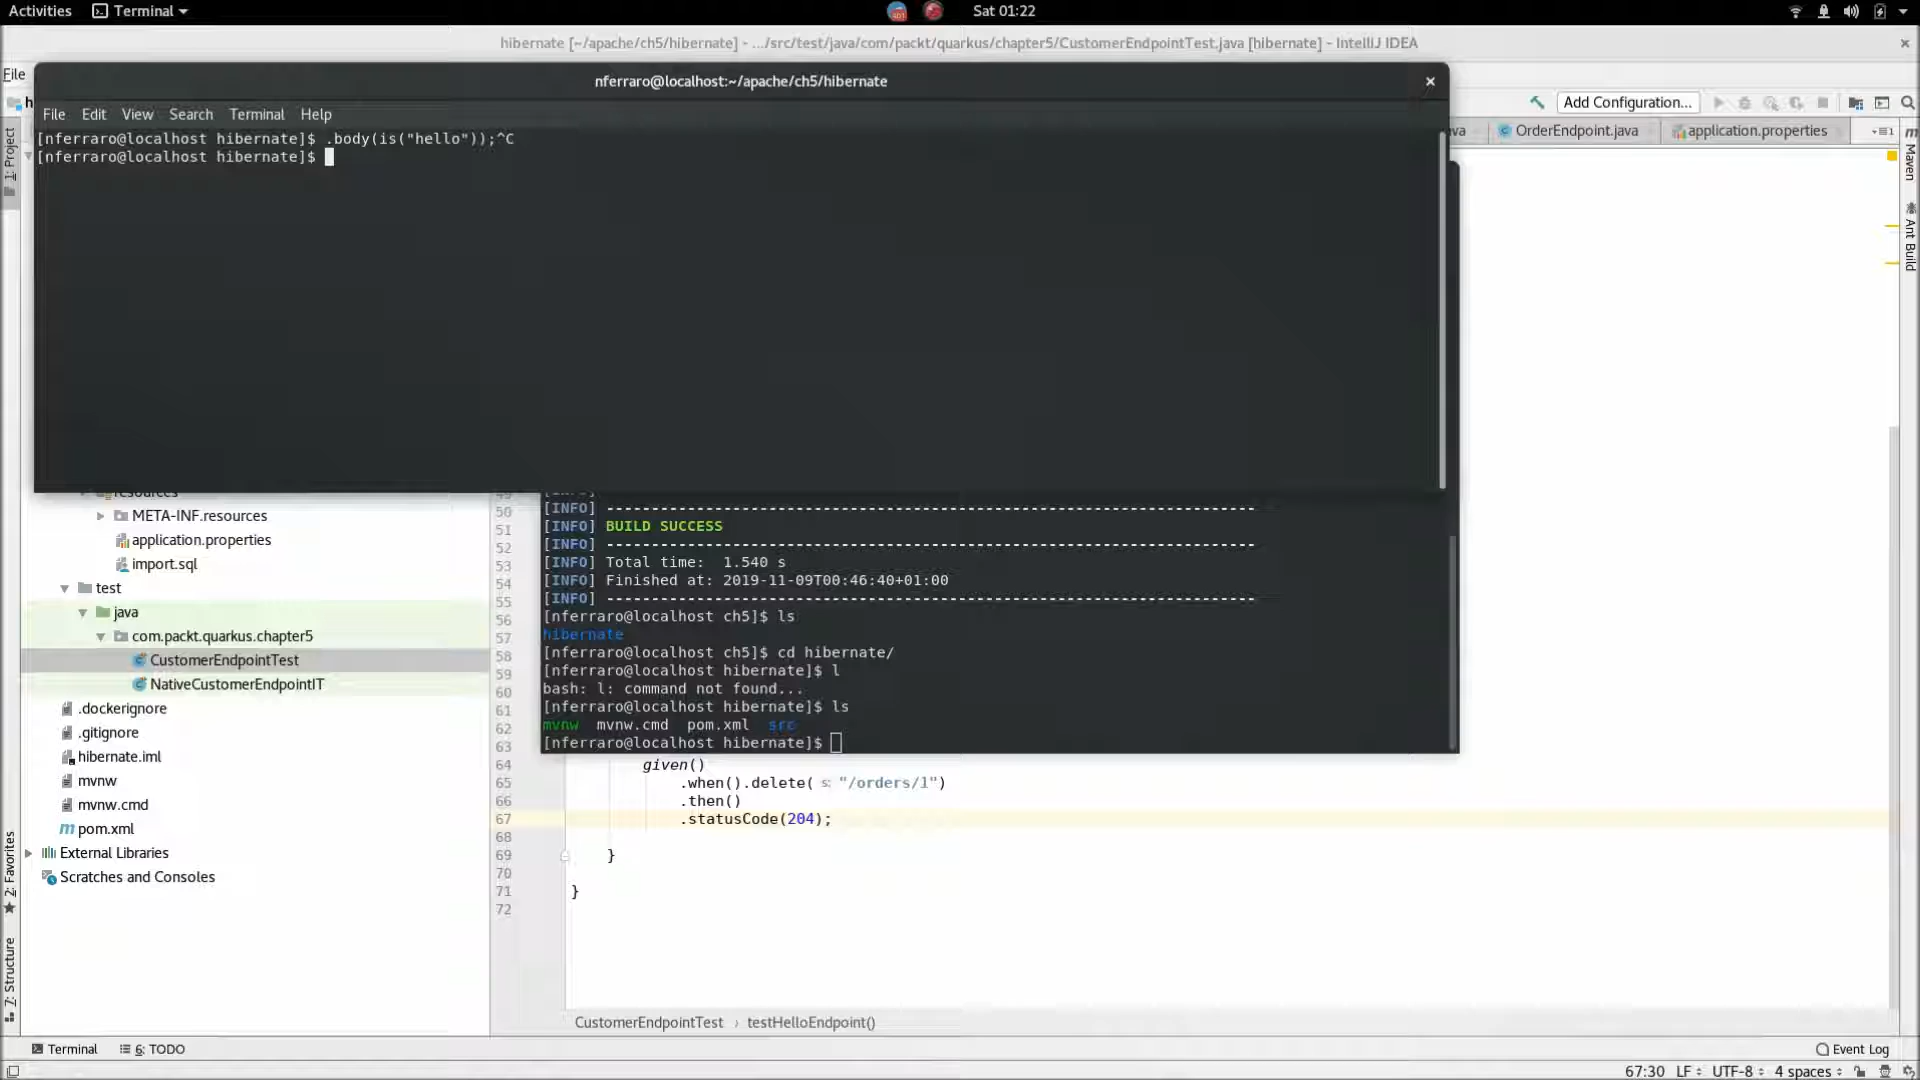 Activities Terminal Sat 01:22
hibernate [~/apache/ch5/hibernate] - .../src/test/java/com/packt/quarkus/chapter5/CustomerEndpointTest.java [hibernate] - IntelliJ IDEA
File
nferraro@localhost:~/apache/ch5/hibernate
h
Add Configuration...
File Edit View Search Terminal Help
va OrderEndpoint.java application.properties
[nferraro@localhost hibernate]$ .body(is("hello"));^C
[nferraro@localhost hibernate]$
1: Project
Maven
Ant Build
resources
META-INF.resources
application.properties
import.sql
test
java
com.packt.quarkus.chapter5
CustomerEndpointTest
NativeCustomerEndpointIT
.dockerignore
.gitignore
hibernate.iml
mvnw
mvnw.cmd
pom.xml
External Libraries
Scratches and Consoles
2: Favorites
7: Structure
49
50
51
52
53
54
55
56
57
58
59
60
61
62
63
[INFO]
[INFO] ------------------------------------------------------------------------
[INFO] BUILD SUCCESS
[INFO] ------------------------------------------------------------------------
[INFO] Total time: 1.540 s
[INFO] Finished at: 2019-11-09T00:46:40+01:00
[INFO] ------------------------------------------------------------------------
[nferraro@localhost ch5]$ ls
hibernate
[nferraro@localhost ch5]$ cd hibernate/
[nferraro@localhost hibernate]$ l
bash: l: command not found...
[nferraro@localhost hibernate]$ ls
mvnw mvnw.cmd pom.xml src
[nferraro@localhost hibernate]$
64 given()
65 .when().delete( s: "/orders/1")
66 .then()
67 .statusCode(204);
68
69 }
70
71 }
72
CustomerEndpointTest › testHelloEndpoint()
Terminal 6: TODO Event Log
67:30 LF UTF-8 4 spaces